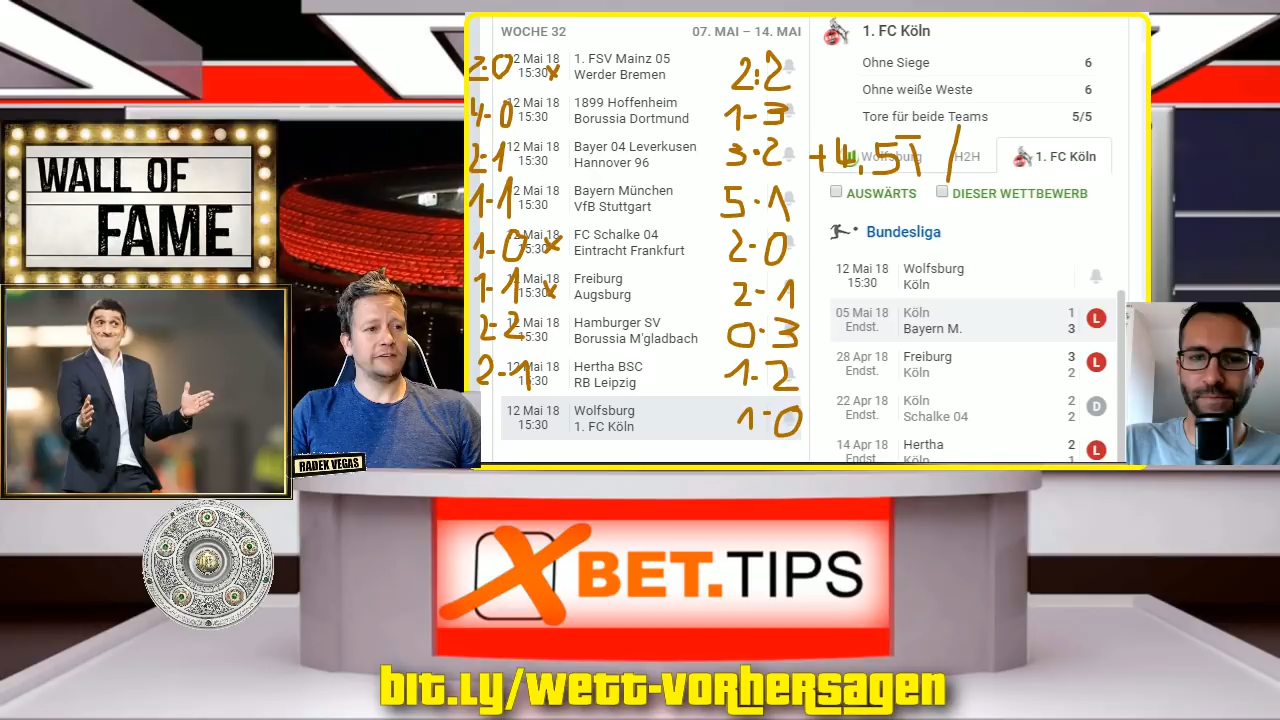 WALL OF
FAME
RADEK VEGAS
WOCHE 32 07. MAI – 14. MAI
2:0 12 Mai 18 1. FSV Mainz 05 2:2
15:30 x Werder Bremen
4-0 12 Mai 18 1899 Hoffenheim 1-3
15:30 Borussia Dortmund
2-1 12 Mai 18 Bayer 04 Leverkusen 3-2
15:30 Hannover 96
1-1 12 Mai 18 Bayern München 5-1
15:30 VfB Stuttgart
1-0 12 Mai 18 x FC Schalke 04 2-0
15:30 Eintracht Frankfurt
1-1 12 Mai 18 Freiburg 2-1
15:30 x Augsburg
2-2 12 Mai 18 Hamburger SV 0-3
15:30 Borussia M'gladbach
2-1 12 Mai 18 Hertha BSC 1-2
15:30 RB Leipzig
12 Mai 18 Wolfsburg 1-0
15:30 1. FC Köln
1. FC Köln
Ohne Siege 6
Ohne weiße Weste 6
Tore für beide Teams 5/5
+4,5T /
Wolfsburg H2H 1. FC Köln
AUSWÄRTS DIESER WETTBEWERB
Bundesliga
12 Mai 18 Wolfsburg
15:30 Köln
05 Mai 18 Köln 1 L
Endst. Bayern M. 3
28 Apr 18 Freiburg 3 L
Endst. Köln 2
22 Apr 18 Köln 2 D
Endst. Schalke 04 2
14 Apr 18 Hertha 2 L
Endst. Köln 1
XBET.TIPS
bit.ly/wett-vorhersagen